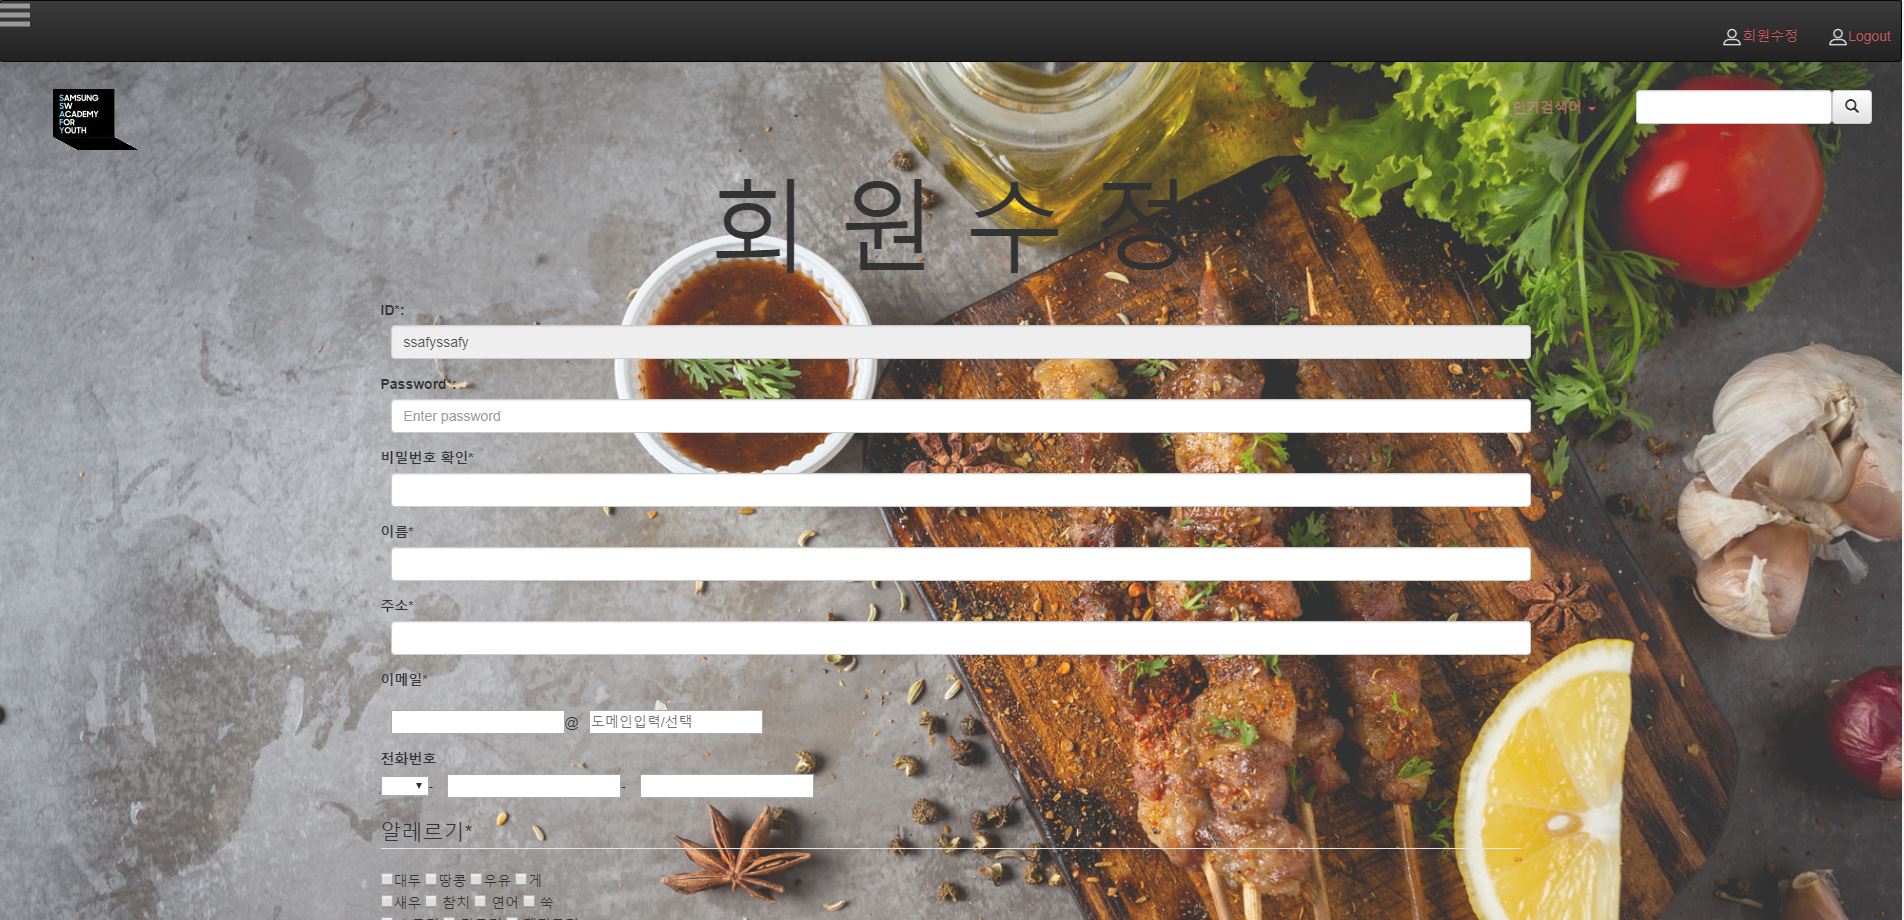 회원수정 Logout
SAMSUNG
SW
ACADEMY
FOR
YOUTH
인기검색어
회원수정
ID*:
ssafyssafy
Password*:
Enter password
비밀번호 확인*
이름*
주소*
이메일*
@ 도메인입력/선택
전화번호
- -
알레르기*
대두 땅콩 우유 게
새우 참치 연어 쑥